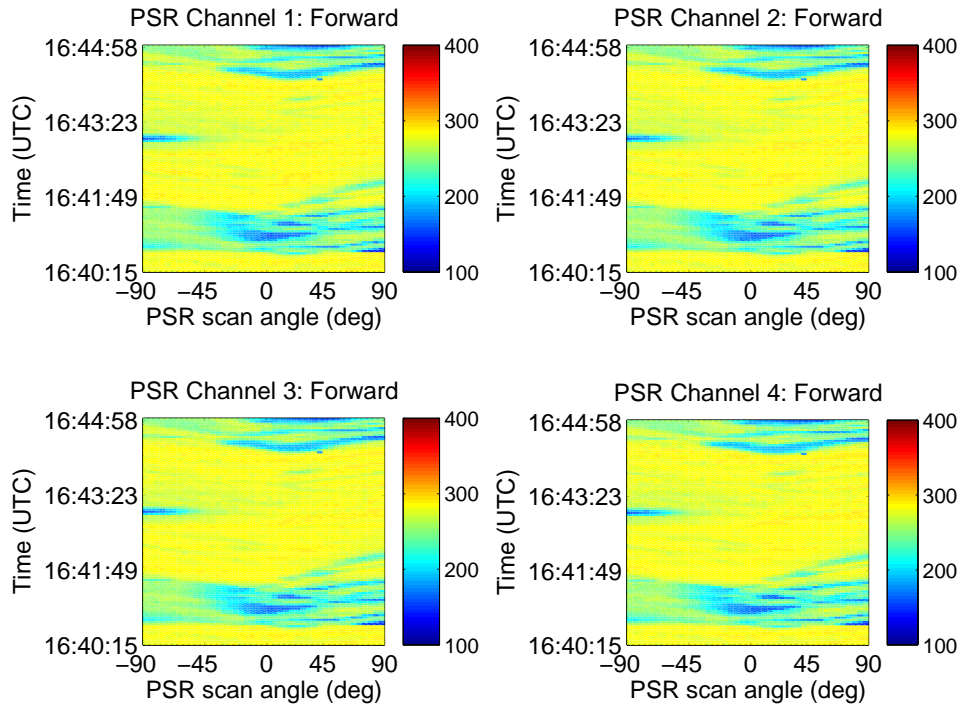 PSR Channel 1: Forward
16:44:58
16:43:23
16:41:49
16:40:15
Time (UTC)
−90 −45 0 45 90
PSR scan angle (deg)
400
300
200
100
PSR Channel 2: Forward
16:44:58
16:43:23
16:41:49
16:40:15
Time (UTC)
−90 −45 0 45 90
PSR scan angle (deg)
400
300
200
100
PSR Channel 3: Forward
16:44:58
16:43:23
16:41:49
16:40:15
Time (UTC)
−90 −45 0 45 90
PSR scan angle (deg)
400
300
200
100
PSR Channel 4: Forward
16:44:58
16:43:23
16:41:49
16:40:15
Time (UTC)
−90 −45 0 45 90
PSR scan angle (deg)
400
300
200
100